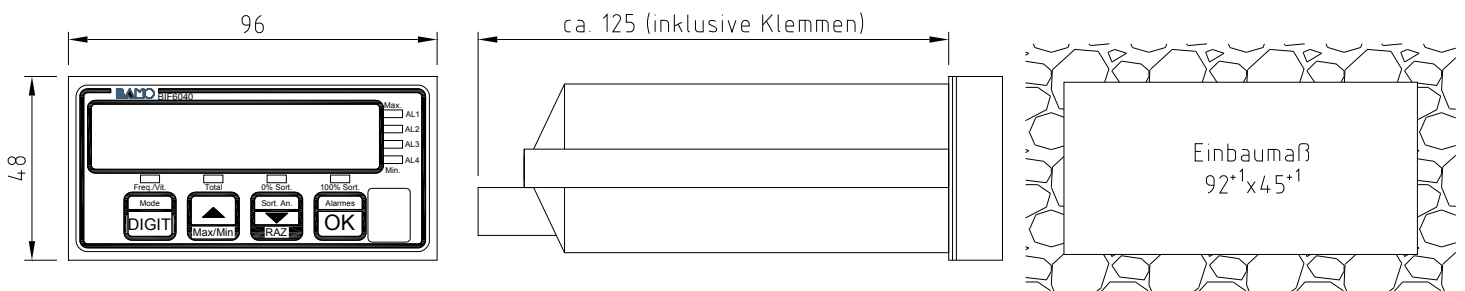 96
ca. 125 (inklusive Klemmen)
48
BAMO
BIF6040
Max.
AL1
AL2
AL3
AL4
Min.
Freq./Vit.
Total
0% Sort.
100% Sort.
Mode
DIGIT
Max/Min
Sort. An.
RAZ
Alarmes
OK
Einbaumaß
92⁺¹x45⁺¹